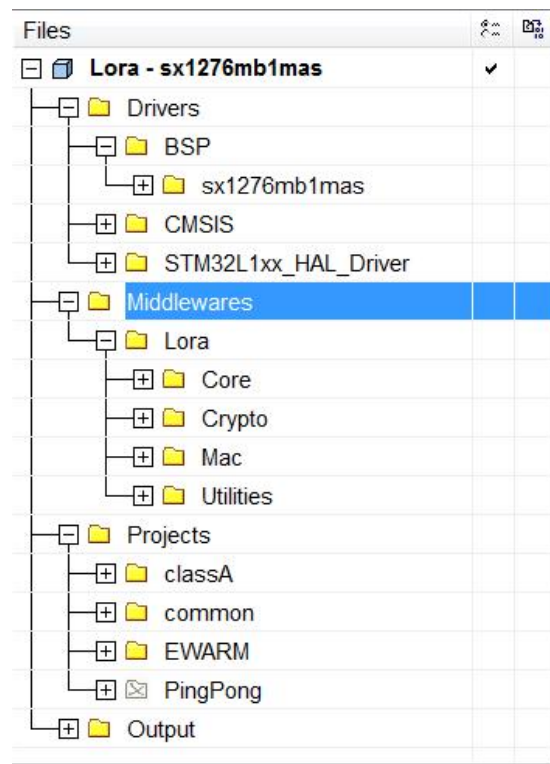 Files
Lora - sx1276mb1mas
Drivers
BSP
sx1276mb1mas
CMSIS
STM32L1xx_HAL_Driver
Middlewares
Lora
Core
Crypto
Mac
Utilities
Projects
classA
common
EWARM
PingPong
Output